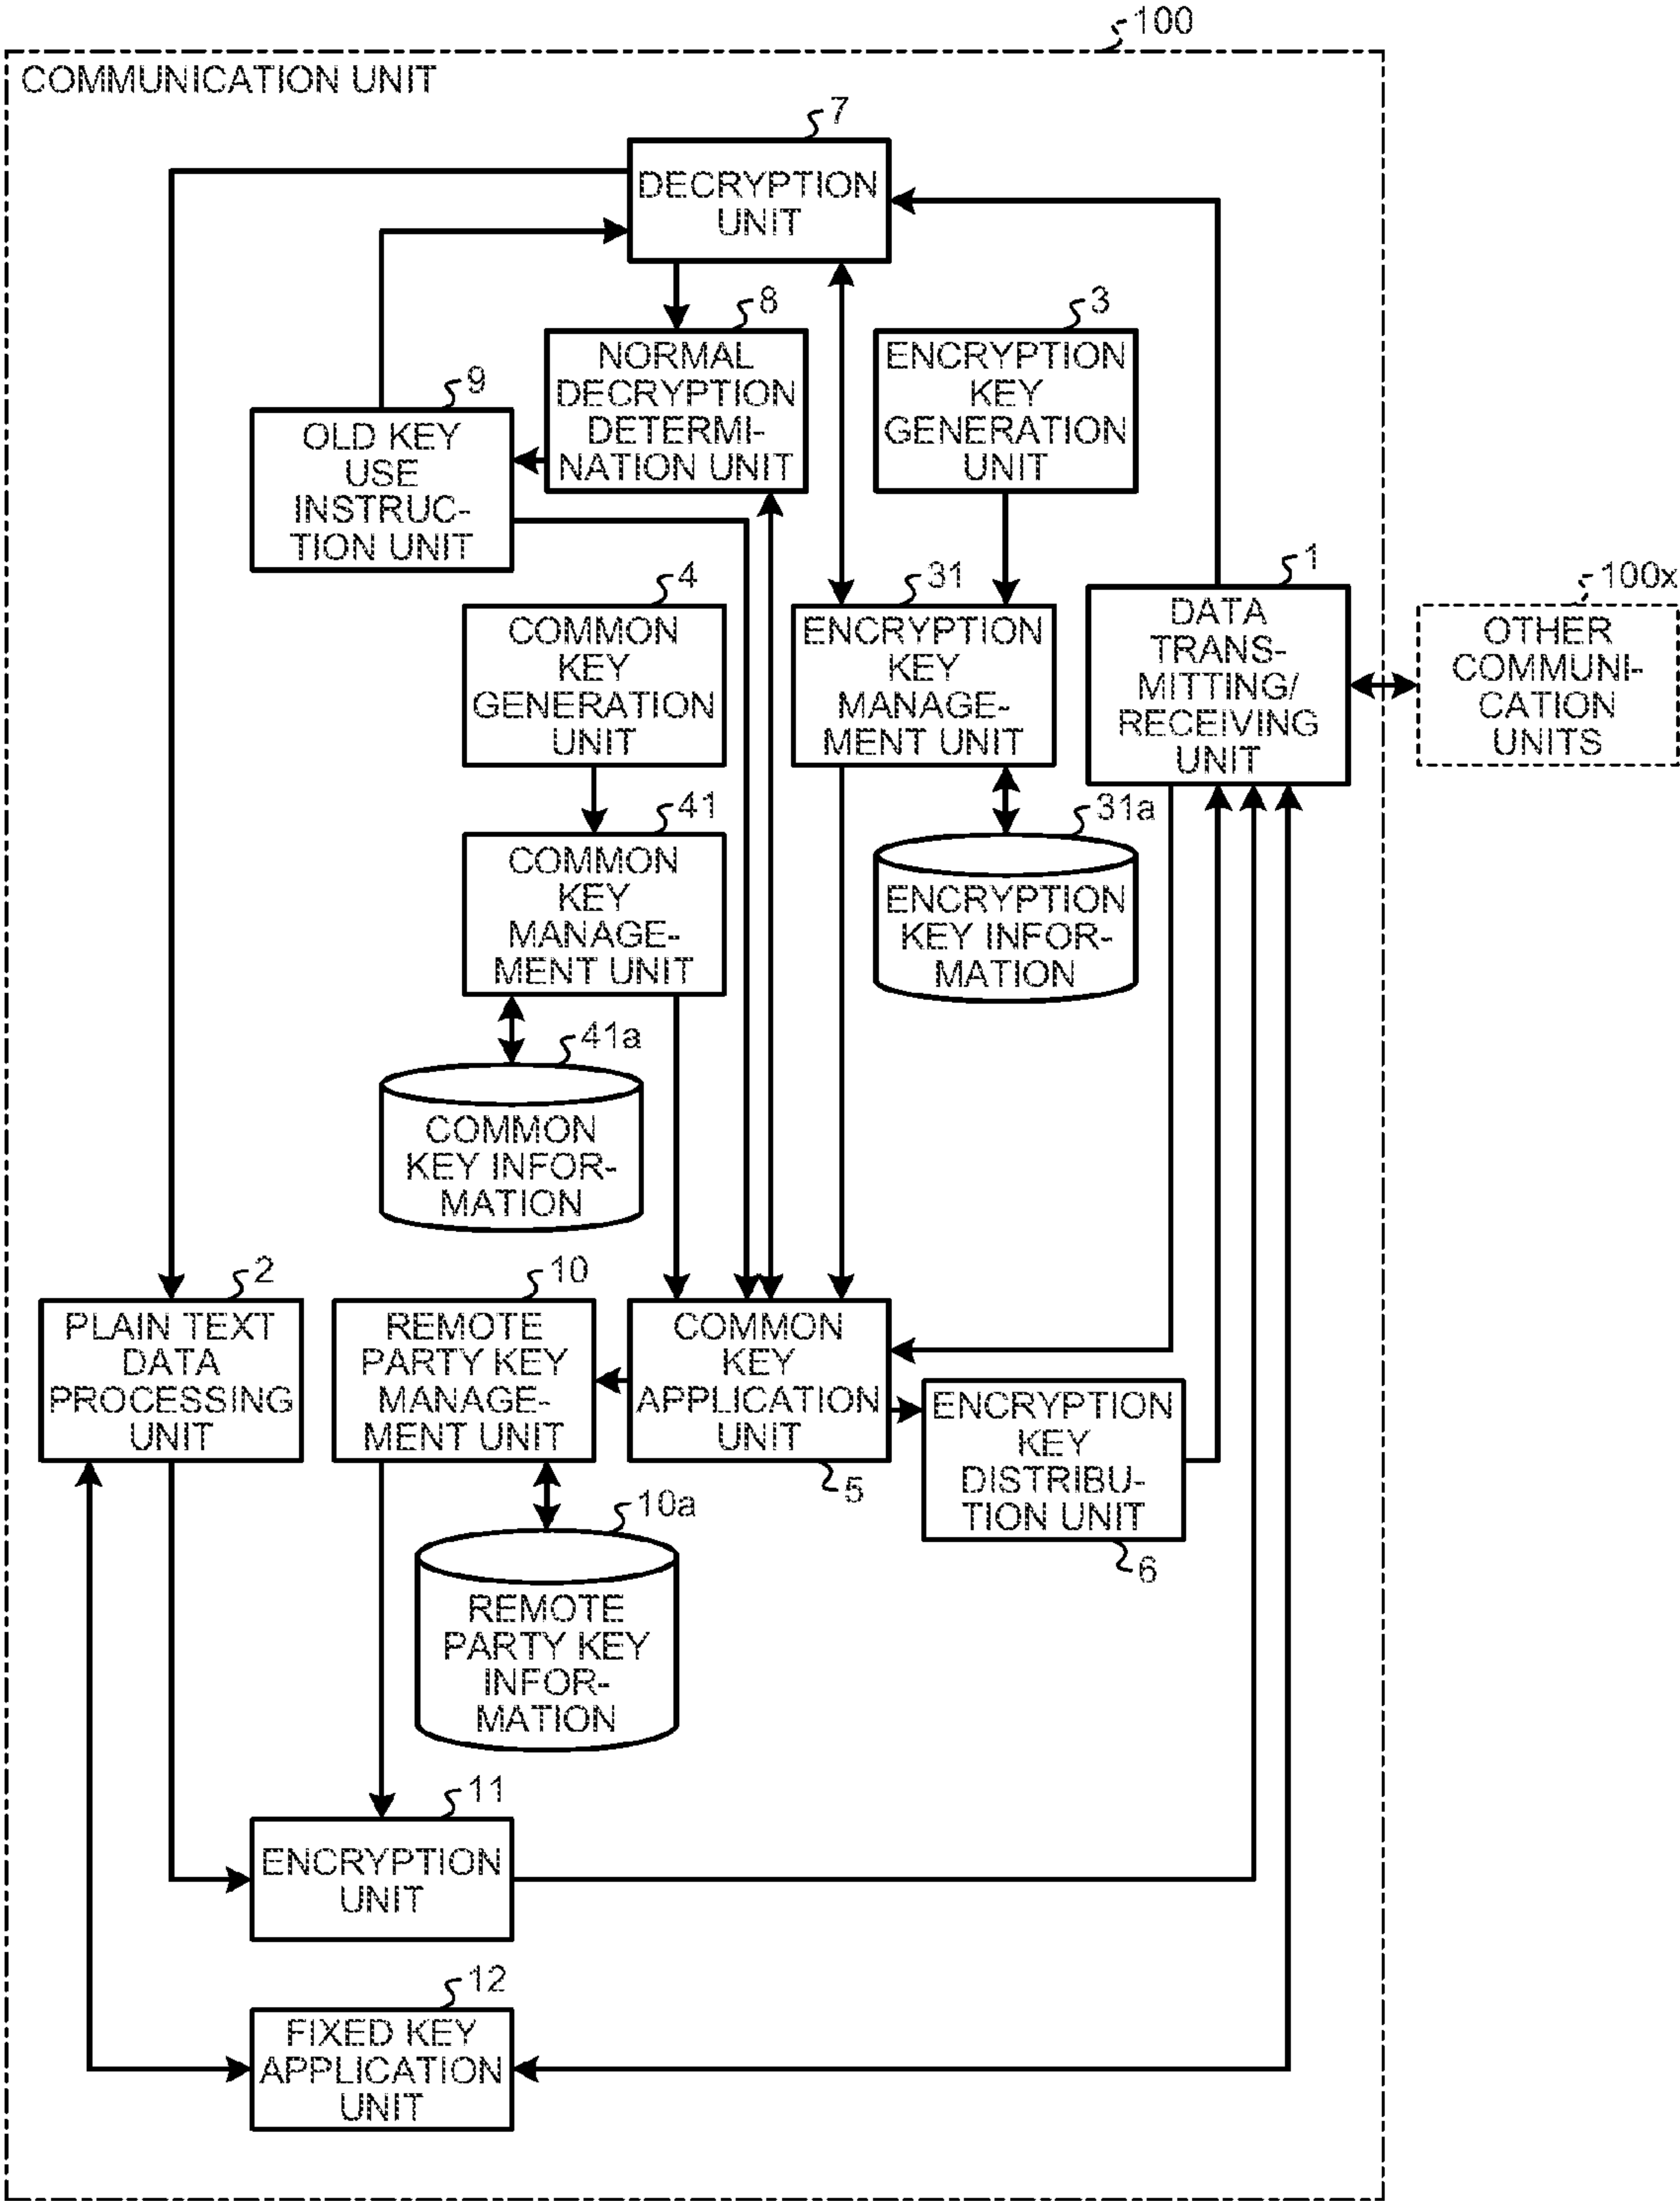 100
COMMUNICATION UNIT
7
DECRYPTION
UNIT
8
NORMAL
DECRYPTION
DETERMI-
NATION UNIT
3
ENCRYPTION
KEY
GENERATION
UNIT
9
OLD KEY
USE
INSTRUC-
TION UNIT
4
COMMON
KEY
GENERATION
UNIT
31
ENCRYPTION
KEY
MANAGE-
MENT UNIT
1
DATA
TRANS-
MITTING/
RECEIVING
UNIT
100x
OTHER
COMMUNI-
CATION
UNITS
41
COMMON
KEY
MANAGE-
MENT UNIT
31a
ENCRYPTION
KEY INFOR-
MATION
41a
COMMON
KEY INFOR-
MATION
2
PLAIN TEXT
DATA
PROCESSING
UNIT
10
REMOTE
PARTY KEY
MANAGE-
MENT UNIT
COMMON
KEY
APPLICATION
UNIT
5
ENCRYPTION
KEY
DISTRIBU-
TION UNIT
6
10a
REMOTE
PARTY KEY
INFOR-
MATION
11
ENCRYPTION
UNIT
12
FIXED KEY
APPLICATION
UNIT